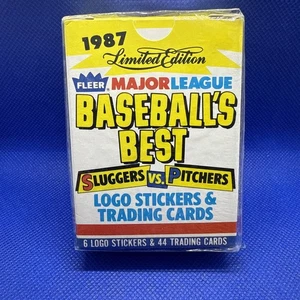 1987
Limited Edition
FLEER MAJOR LEAGUE
BASEBALL'S
BEST
SLUGGERS VS. PITCHERS
LOGO STICKERS &
TRADING CARDS
6 LOGO STICKERS & 44 TRADING CARDS